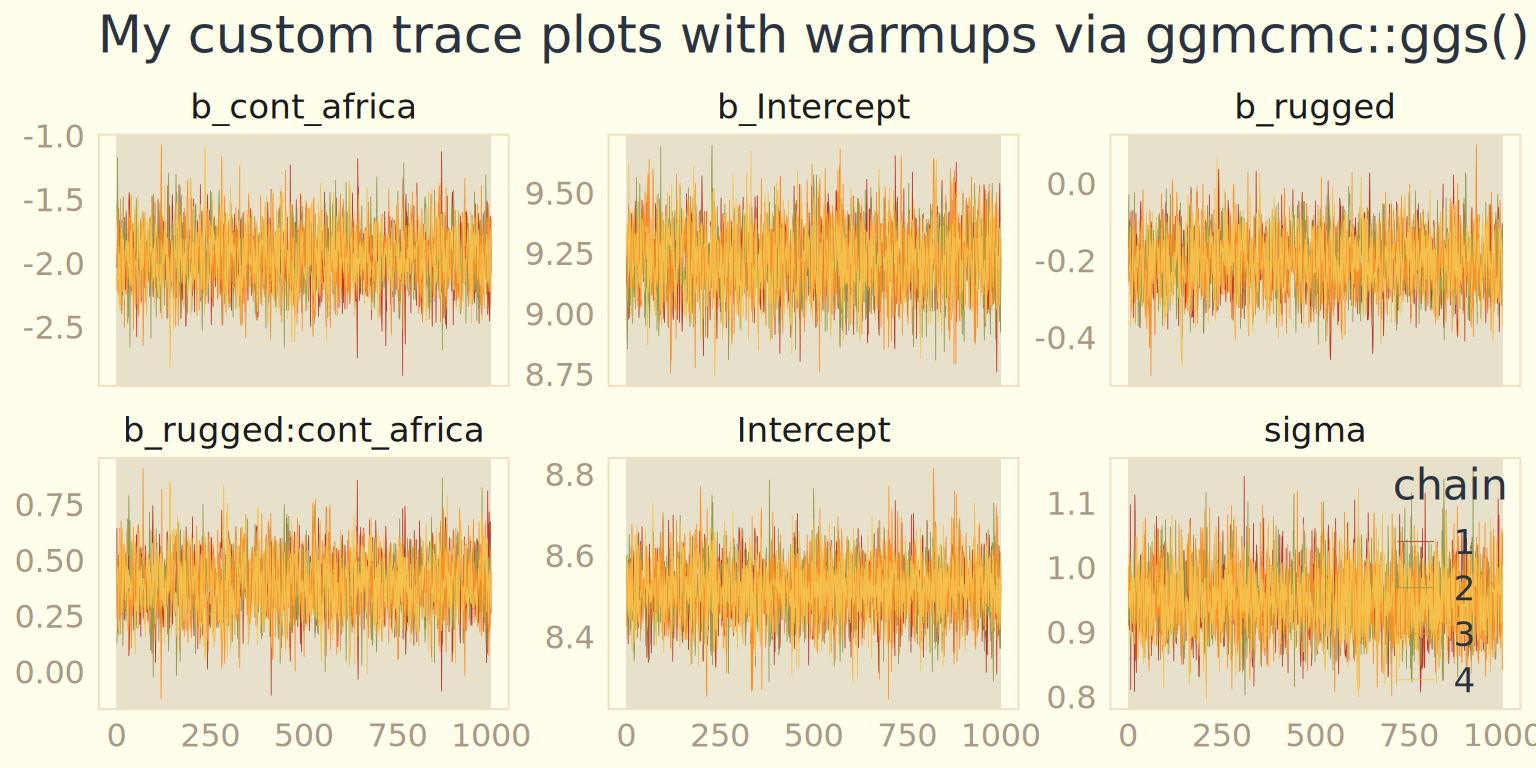 My custom trace plots with warmups via ggmcmc::ggs()
b_cont_africa
b_Intercept
b_rugged
-1.0
-1.5
-2.0
-2.5
9.50
9.25
9.00
8.75
0.0
-0.2
-0.4
b_rugged:cont_africa
Intercept
sigma
0.75
0.50
0.25
0.00
8.8
8.6
8.4
1.1
1.0
0.9
0.8
chain
1
2
3
4
0 250 500 750 1000
0 250 500 750 1000
0 250 500 750 1000